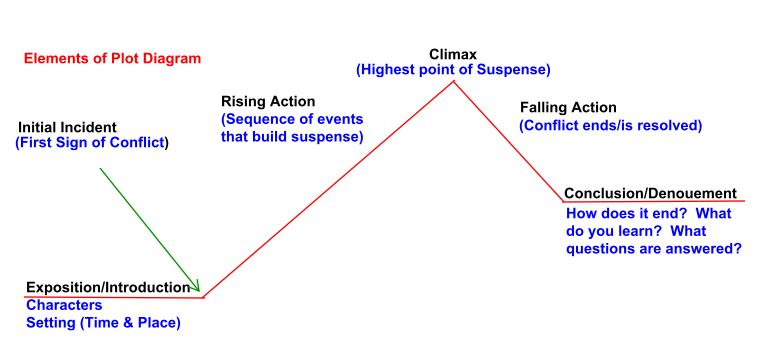 Elements of Plot Diagram
Climax
(Highest point of Suspense)
Rising Action
(Sequence of events
that build suspense)
Falling Action
(Conflict ends/is resolved)
Initial Incident
(First Sign of Conflict)
Conclusion/Denouement
How does it end?  What
do you learn?  What
questions are answered?
Exposition/Introduction
Characters
Setting (Time & Place)